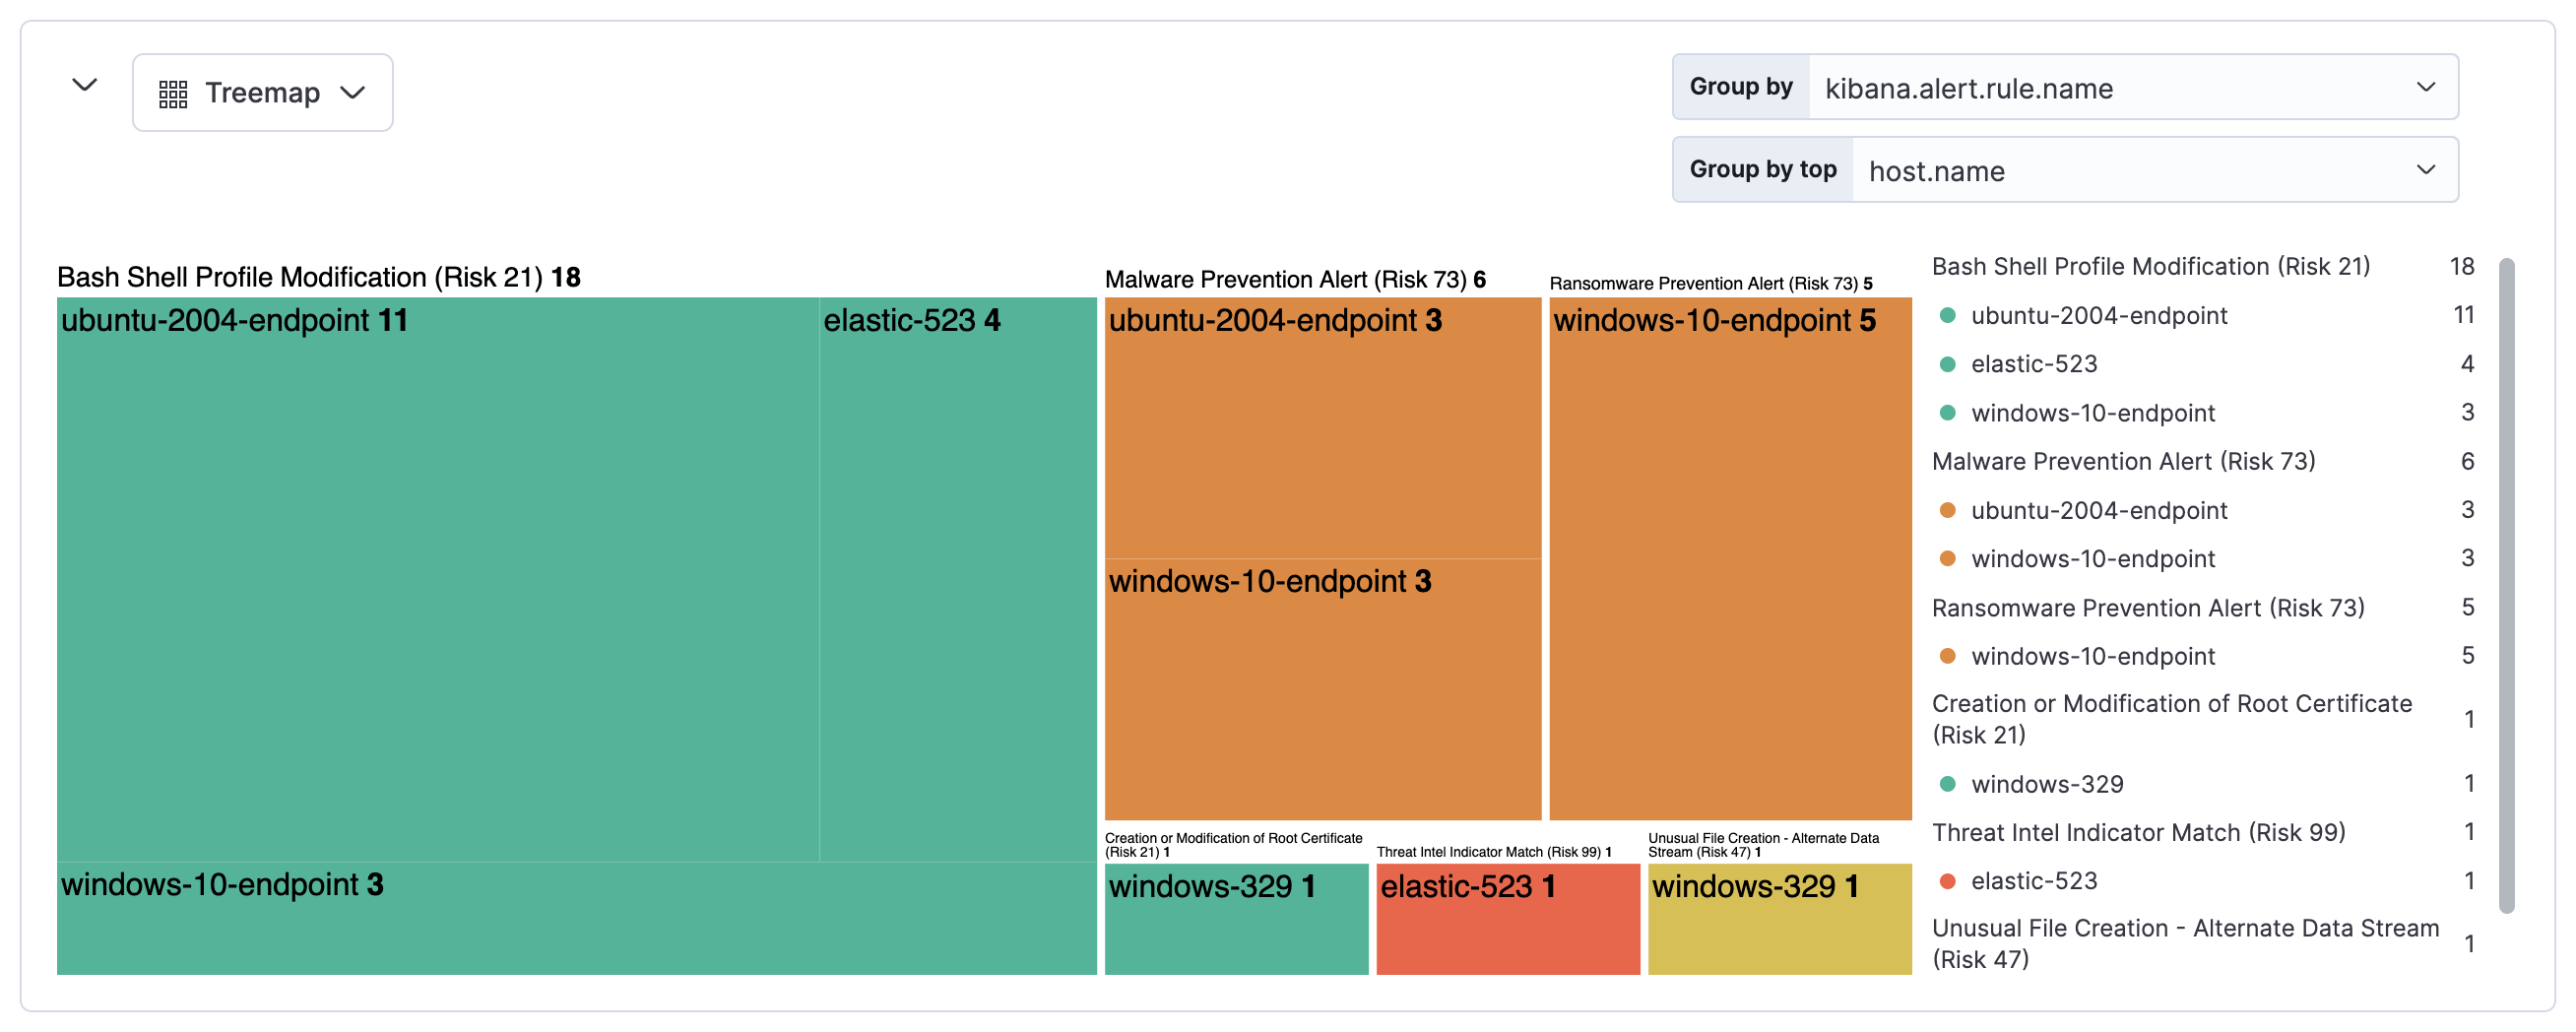 Treemap
Group by kibana.alert.rule.name
Group by top host.name
Bash Shell Profile Modification (Risk 21) 18
ubuntu-2004-endpoint 11
elastic-523 4
windows-10-endpoint 3
Malware Prevention Alert (Risk 73) 6
ubuntu-2004-endpoint 3
windows-10-endpoint 3
Ransomware Prevention Alert (Risk 73) 5
windows-10-endpoint 5
Creation or Modification of Root Certificate
(Risk 21) 1
windows-329 1
Threat Intel Indicator Match (Risk 99) 1
elastic-523 1
Unusual File Creation - Alternate Data
Stream (Risk 47) 1
windows-329 1
Bash Shell Profile Modification (Risk 21) 18
ubuntu-2004-endpoint 11
elastic-523 4
windows-10-endpoint 3
Malware Prevention Alert (Risk 73) 6
ubuntu-2004-endpoint 3
windows-10-endpoint 3
Ransomware Prevention Alert (Risk 73) 5
windows-10-endpoint 5
Creation or Modification of Root Certificate
(Risk 21) 1
windows-329 1
Threat Intel Indicator Match (Risk 99) 1
elastic-523 1
Unusual File Creation - Alternate Data Stream
(Risk 47) 1